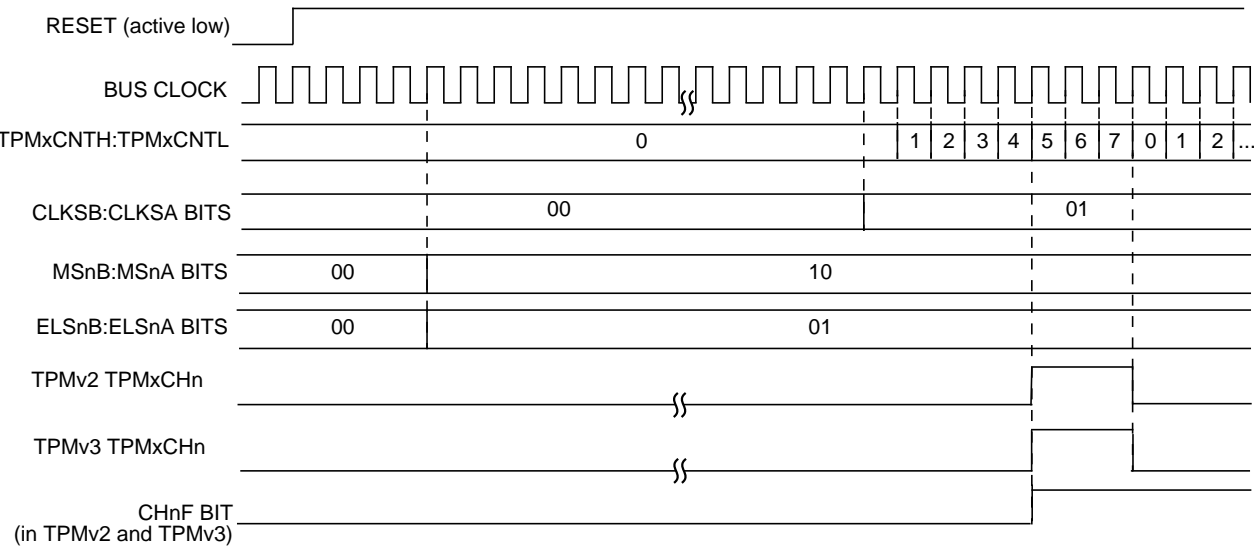 RESET (active low)
BUS CLOCK
TPMxCNTH:TPMxCNTL 0 1 2 3 4 5 6 7 0 1 2 ...
CLKSB:CLKSA BITS 00 01
MSnB:MSnA BITS 00 10
ELSnB:ELSnA BITS 00 01
TPMv2 TPMxCHn
TPMv3 TPMxCHn
CHnF BIT
(in TPMv2 and TPMv3)